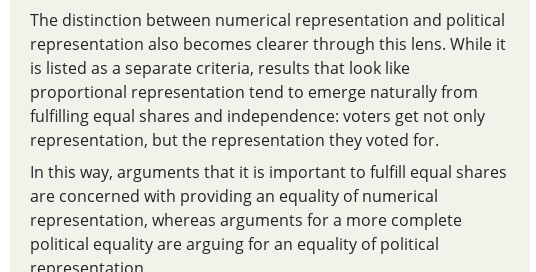 The distinction between numerical representation and political
representation also becomes clearer through this lens. While it
is listed as a separate criteria, results that look like
proportional representation tend to emerge naturally from
fulfilling equal shares and independence: voters get not only
representation, but the representation they voted for.
In this way, arguments that it is important to fulfill equal shares
are concerned with providing an equality of numerical
representation, whereas arguments for a more complete
political equality are arguing for an equality of political
representation